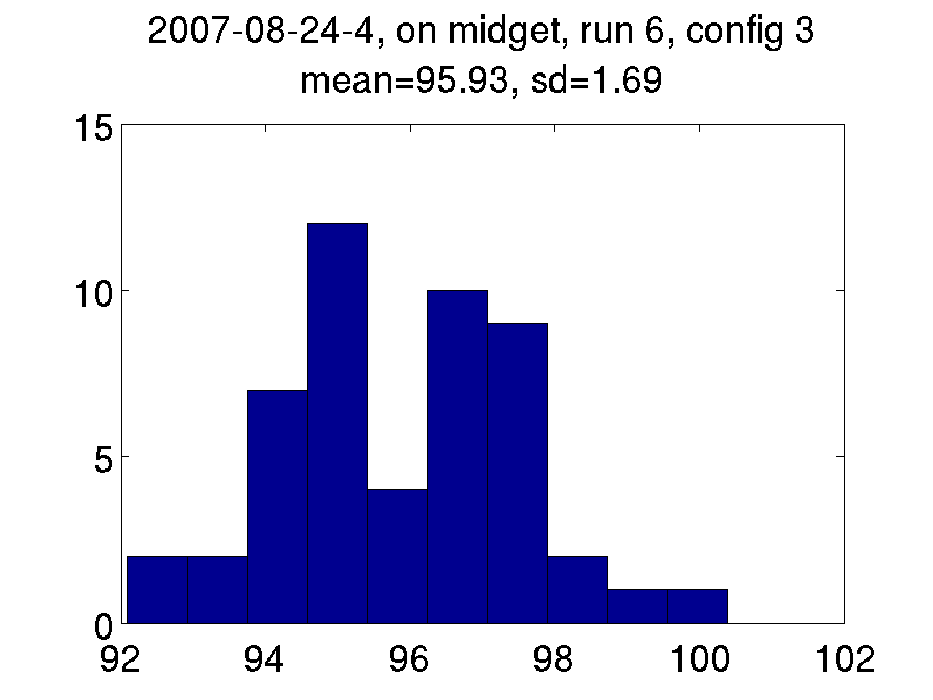 2007-08-24-4, on midget, run 6, config 3
mean=95.93, sd=1.69
15
10
5
0
92 94 96 98 100 102